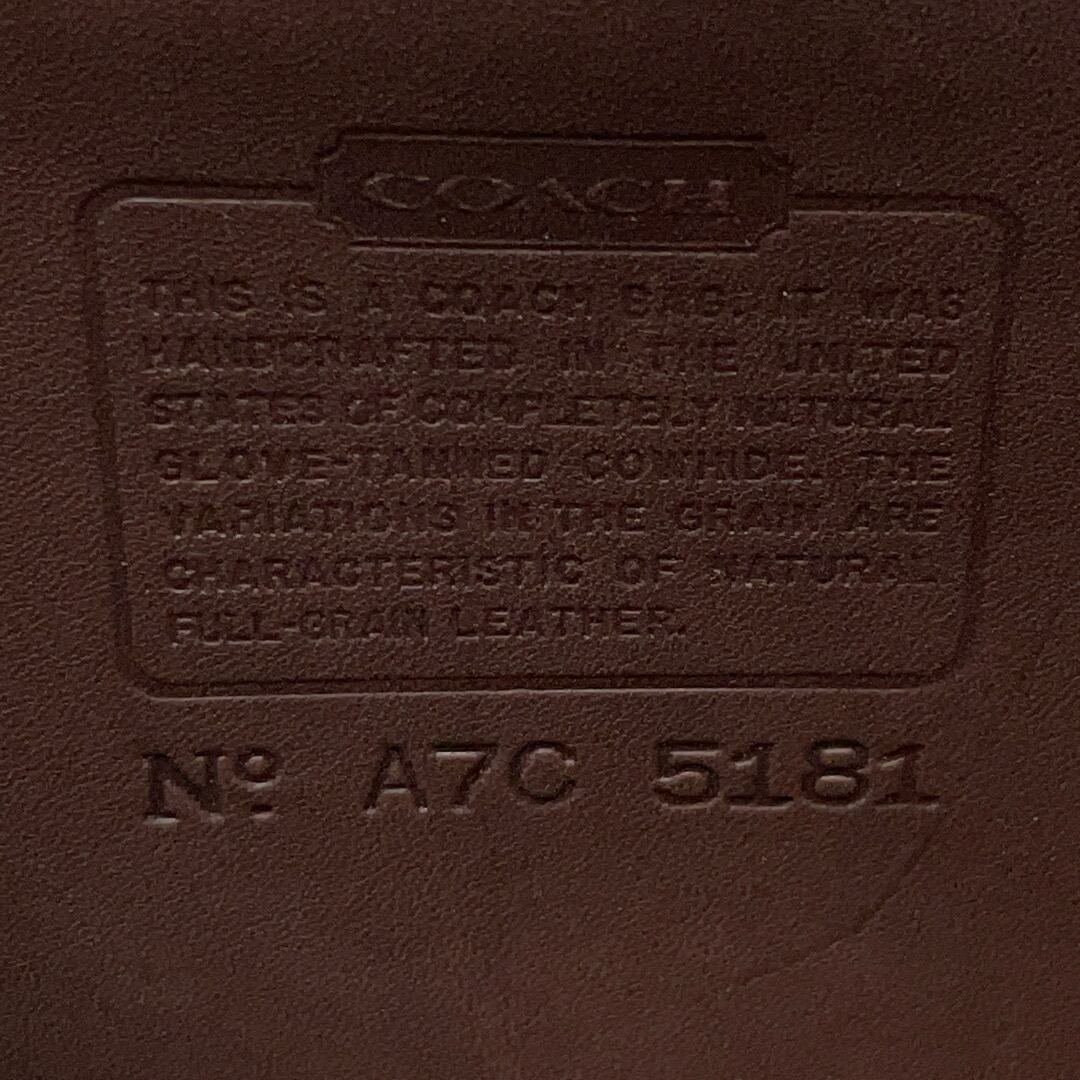 COACH
THIS IS A COACH BAG. IT WAS
HANDCRAFTED IN THE UNITED
STATES OF COMPLETELY NATURAL
GLOVE-TANNED COWHIDE. THE
VARIATIONS IN THE GRAIN ARE
CHARACTERISTIC OF NATURAL
FULL-GRAIN LEATHER.
Nº A7C 5181